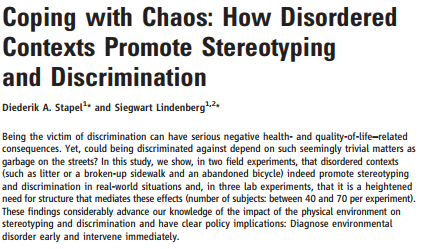 Coping with Chaos: How Disordered
Contexts Promote Stereotyping
and Discrimination
Diederik A. Stapel¹* and Siegwart Lindenberg¹,²*
Being the victim of discrimination can have serious negative health- and quality-of-life–related
consequences. Yet, could being discriminated against depend on such seemingly trivial matters as
garbage on the streets? In this study, we show, in two field experiments, that disordered contexts
(such as litter or a broken-up sidewalk and an abandoned bicycle) indeed promote stereotyping
and discrimination in real-world situations and, in three lab experiments, that it is a heightened
need for structure that mediates these effects (number of subjects: between 40 and 70 per experiment).
These findings considerably advance our knowledge of the impact of the physical environment on
stereotyping and discrimination and have clear policy implications: Diagnose environmental
disorder early and intervene immediately.